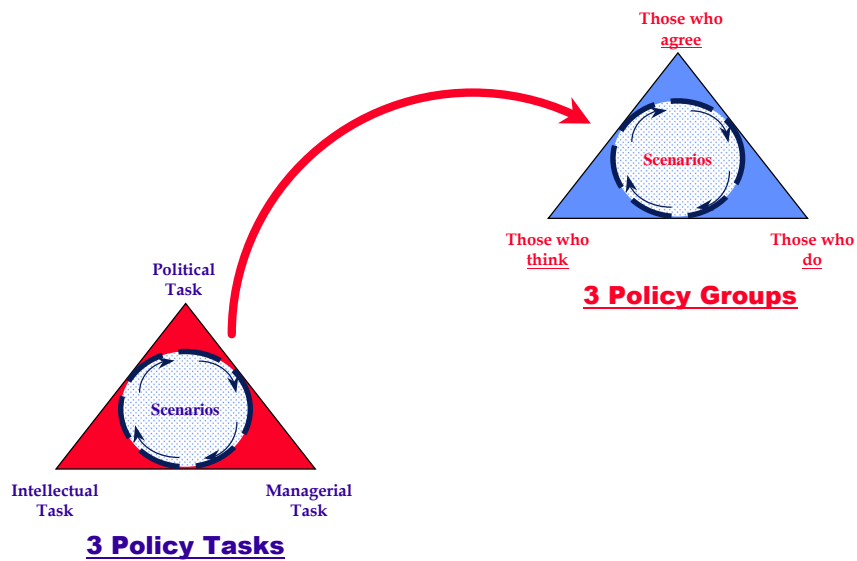 Those who
agree
Scenarios
Those who
think
Those who
do
3 Policy Groups
Political
Task
Scenarios
Intellectual
Task
Managerial
Task
3 Policy Tasks